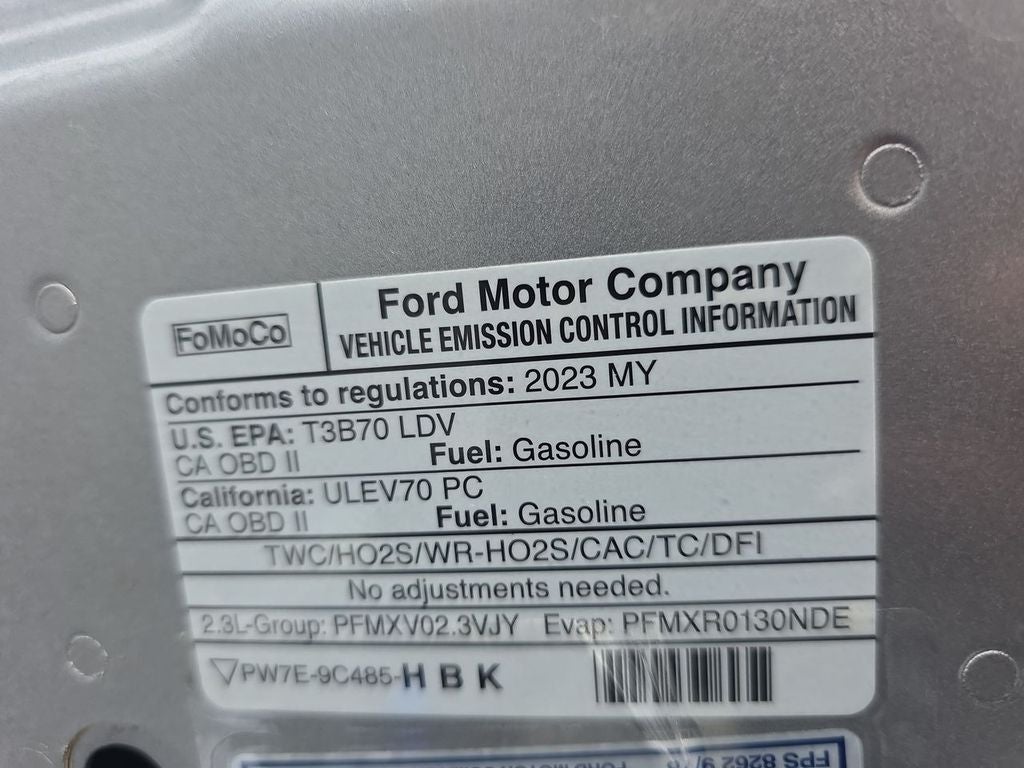 FoMoCo
Ford Motor Company
VEHICLE EMISSION CONTROL INFORMATION
Conforms to regulations: 2023 MY
U.S. EPA: T3B70 LDV
CA OBD II Fuel: Gasoline
California: ULEV70 PC
CA OBD II Fuel: Gasoline
TWC/HO2S/WR-HO2S/CAC/TC/DFI
No adjustments needed.
2.3L-Group: PFMXV02.3VJY Evap: PFMXR0130NDE
PW7E-9C485-H B K
FPS 8262